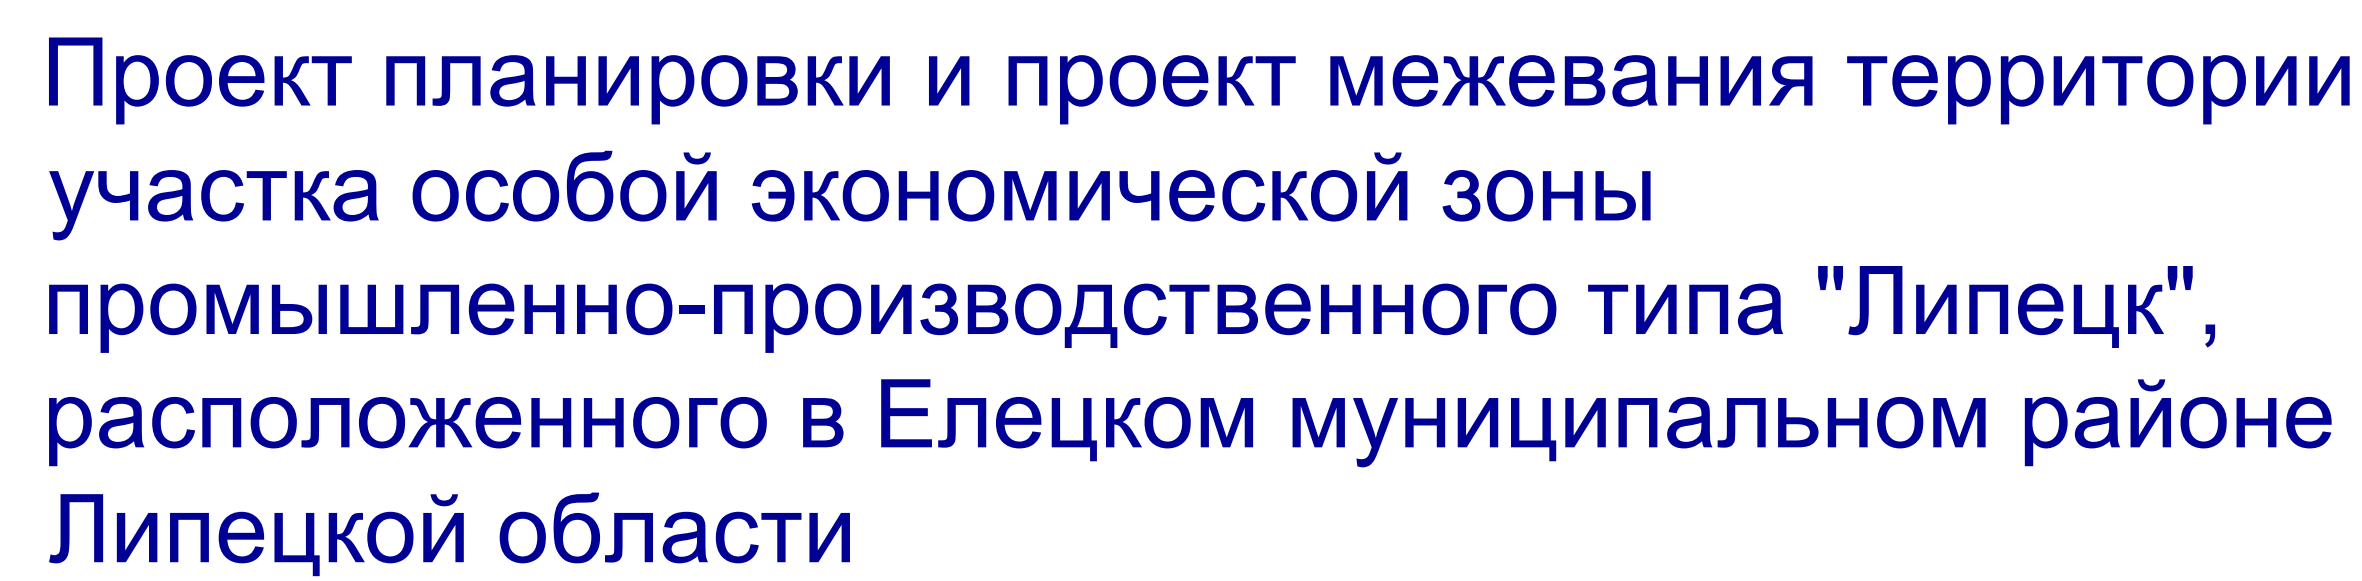 Проект планировки и проект межевания территории
участка особой экономической зоны
промышленно-производственного типа "Липецк",
расположенного в Елецком муниципальном районе
Липецкой области